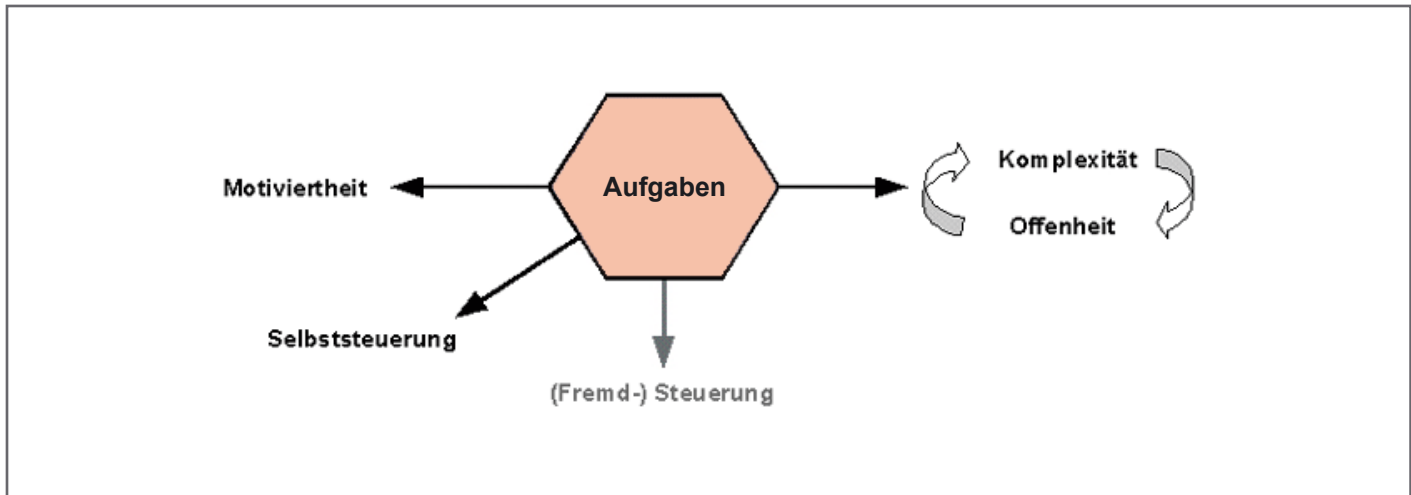 Komplexität
Motiviertheit
Aufgaben
Offenheit
Selbststeuerung
(Fremd-) Steuerung